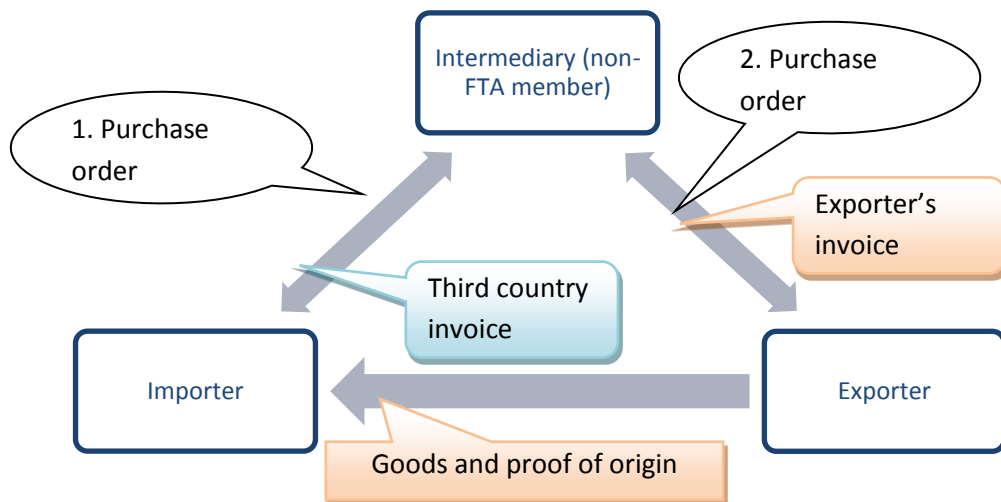 Intermediary (non-
FTA member)
1. Purchase
order
2. Purchase
order
Exporter’s
invoice
Third country
invoice
Importer
Exporter
Goods and proof of origin